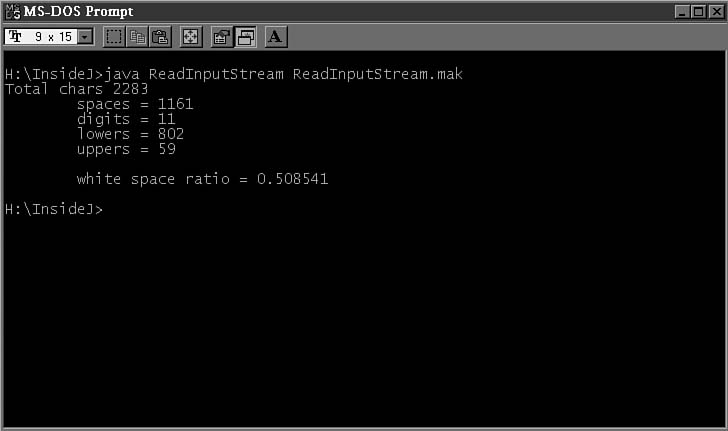 MS-DOS Prompt
9 x 15 A
H:\InsideJ>java ReadInputStream ReadInputStream.mak
Total chars 2283
spaces = 1161
digits = 11
lowers = 802
uppers = 59
white space ratio = 0.508541
H:\InsideJ>